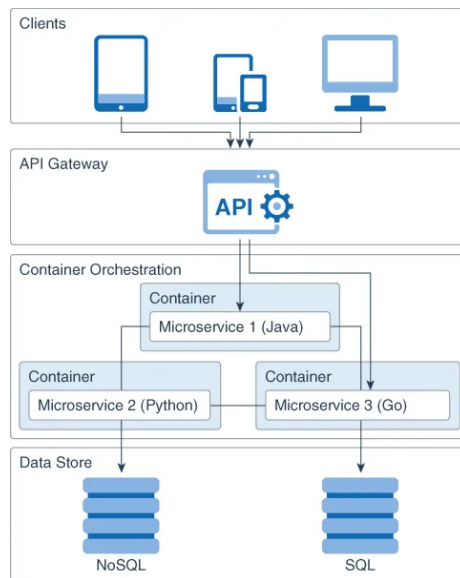 Clients
API Gateway
API
Container Orchestration
Container
Microservice 1 (Java)
Container
Microservice 2 (Python)
Container
Microservice 3 (Go)
Data Store
NoSQL
SQL